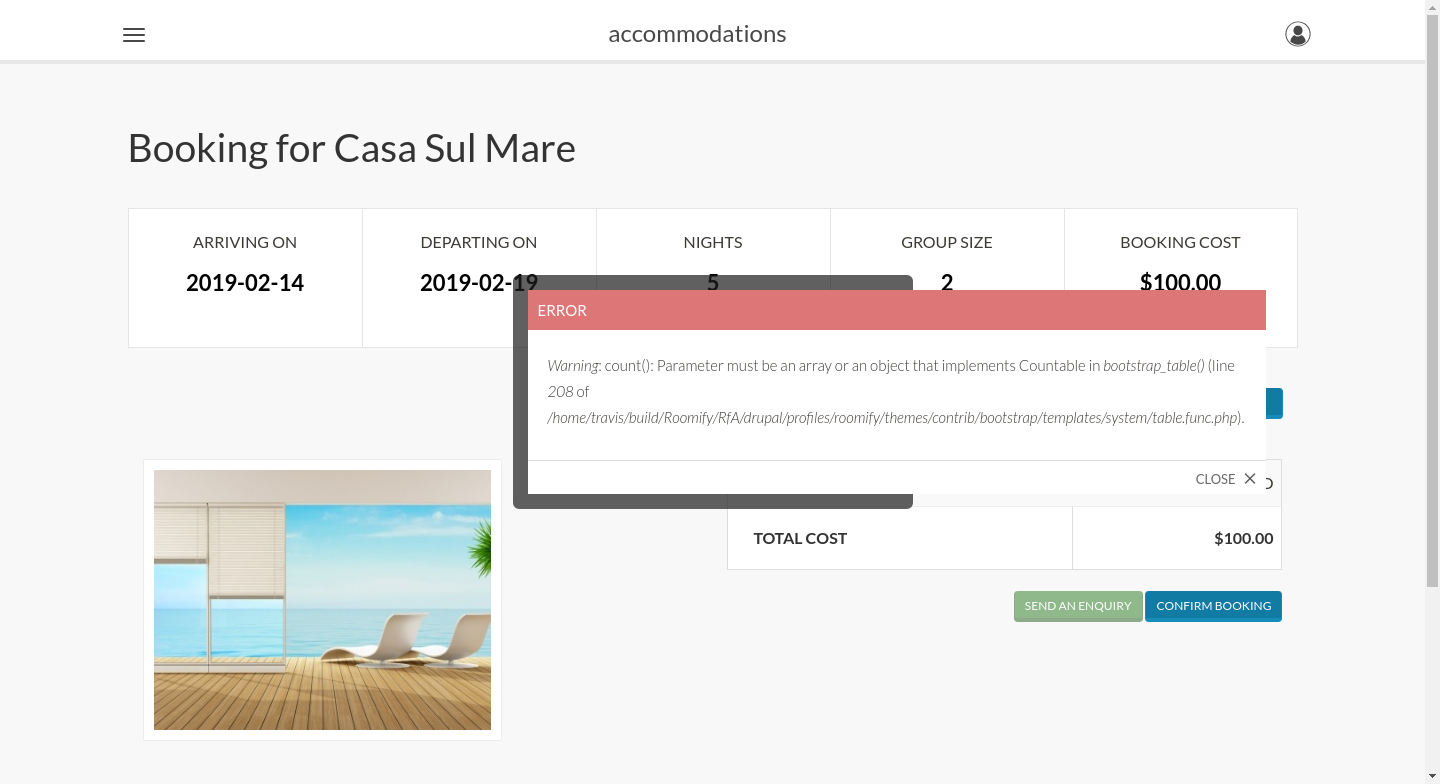 accommodations
Booking for Casa Sul Mare
ARRIVING ON
2019-02-14
DEPARTING ON
2019-02-19
NIGHTS
5
GROUP SIZE
2
BOOKING COST
$100.00
ERROR
Warning: count(): Parameter must be an array or an object that implements Countable in bootstrap_table() (line
208 of
/home/travis/build/Roomify/RfA/drupal/profiles/roomify/themes/contrib/bootstrap/templates/system/table.func.php).
CLOSE
TOTAL COST
$100.00
SEND AN ENQUIRY
CONFIRM BOOKING